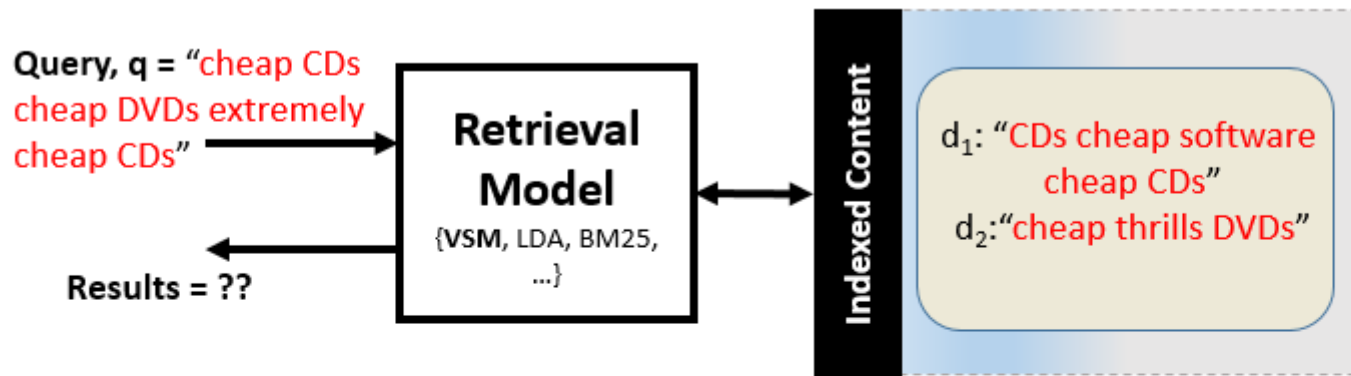 Query, q = “cheap CDs
cheap DVDs extremely
cheap CDs”
Results = ??
Retrieval
Model
{VSM, LDA, BM25,
…}
Indexed Content
d₁: “CDs cheap software
cheap CDs”
d₂:“cheap thrills DVDs”